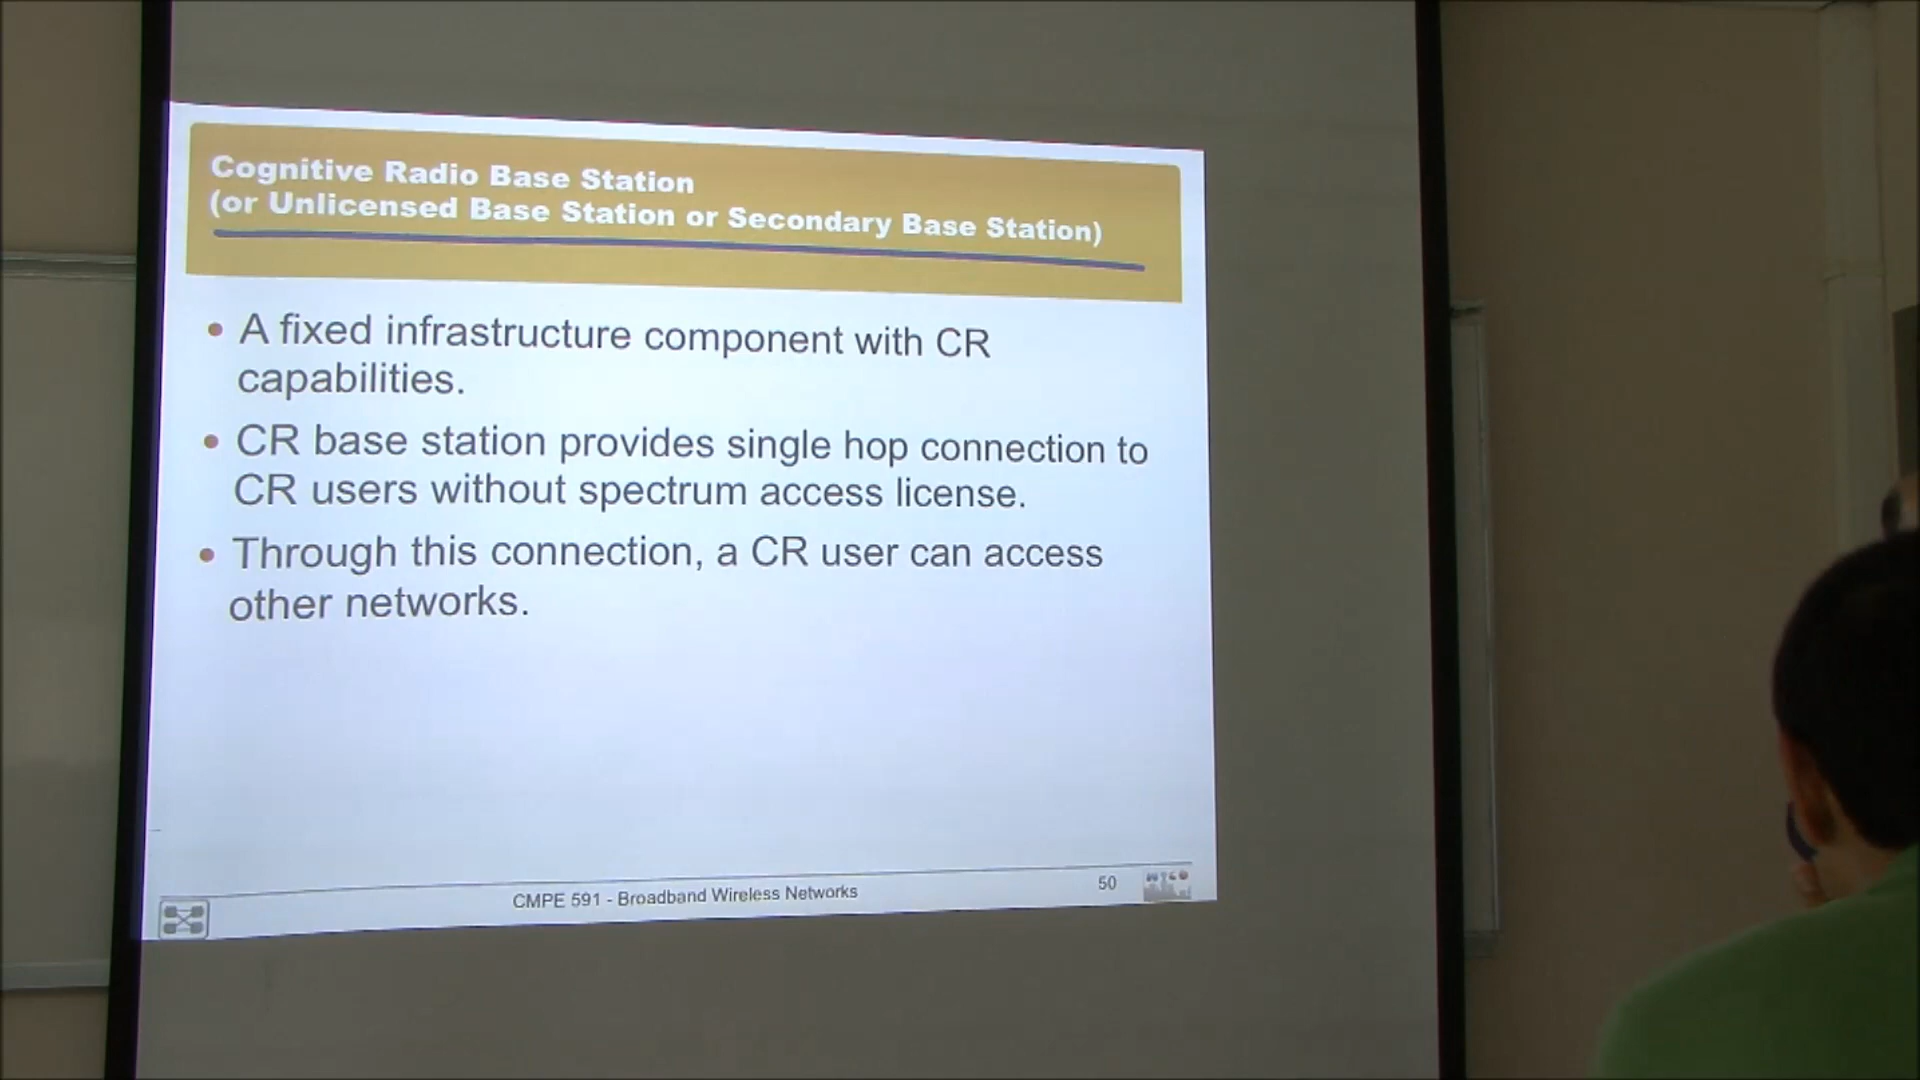 Cognitive Radio Base Station
(or Unlicensed Base Station or Secondary Base Station)
• A fixed infrastructure component with CR
capabilities.
• CR base station provides single hop connection to
CR users without spectrum access license.
• Through this connection, a CR user can access
other networks.
CMPE 591 - Broadband Wireless Networks
50